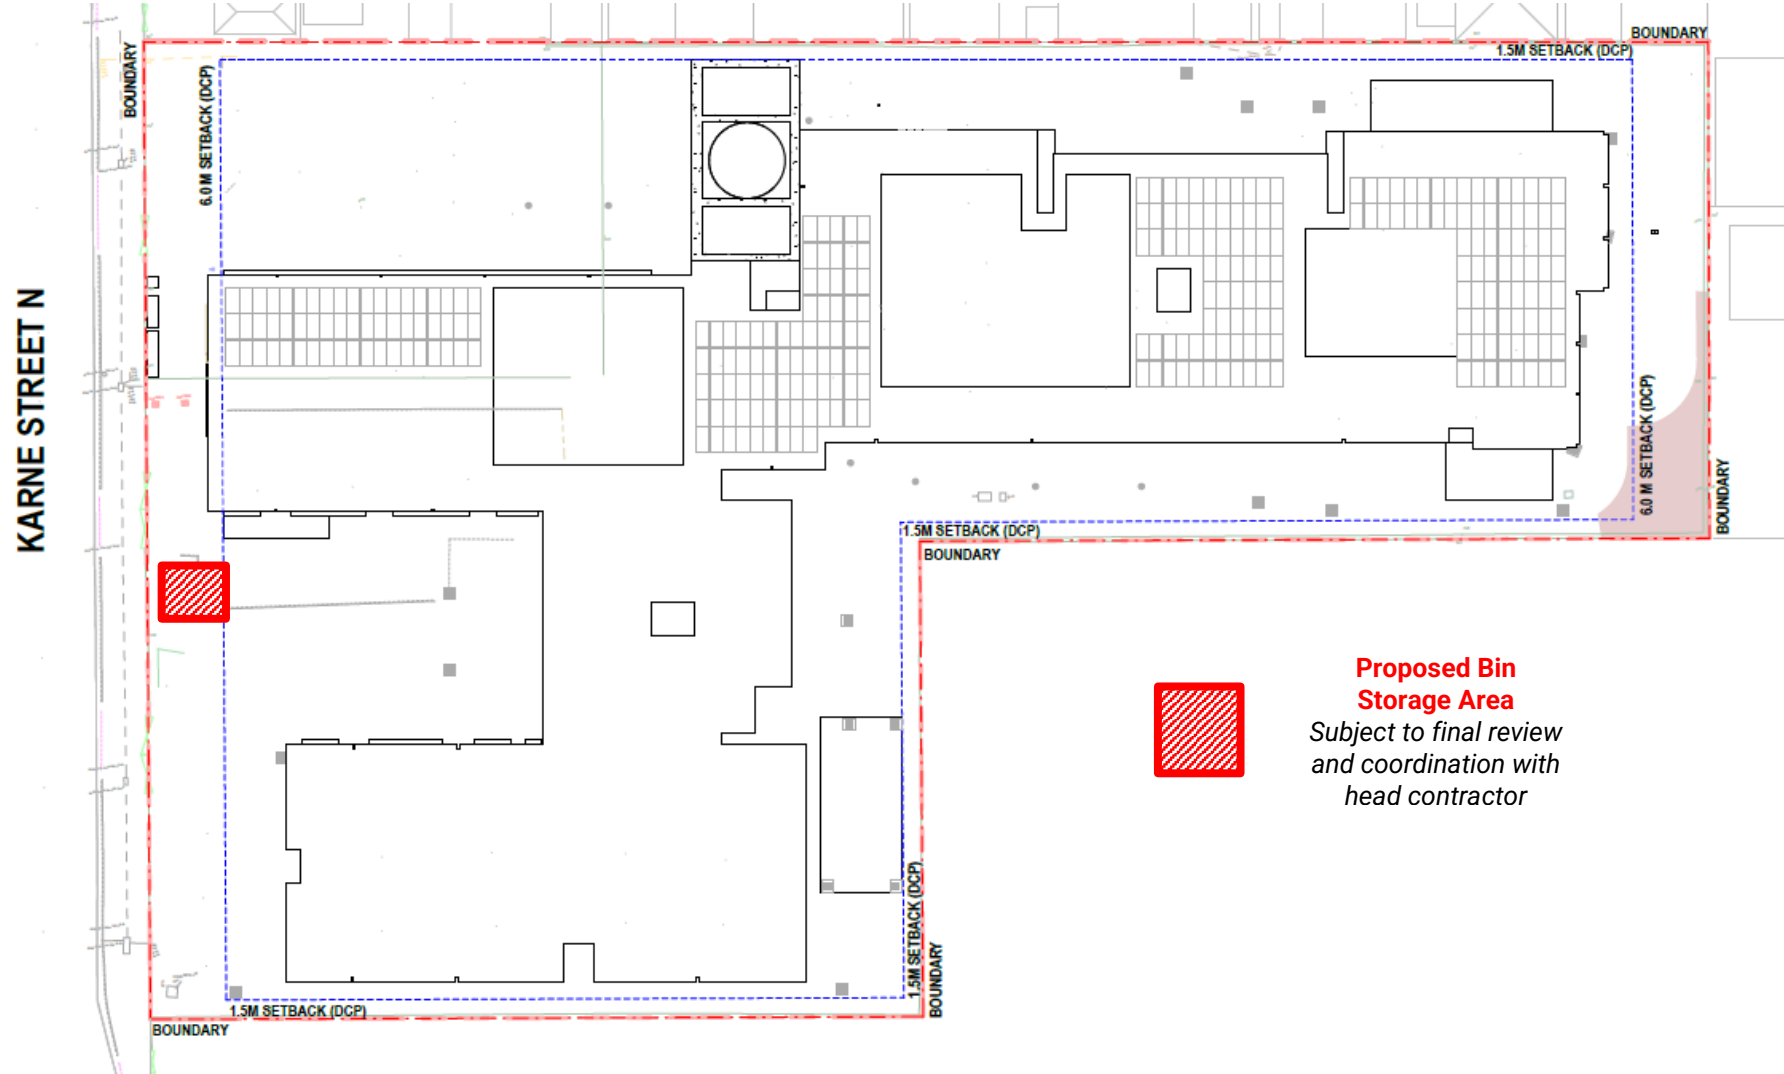 BOUNDARY
1.5M SETBACK (DCP)
BOUNDARY
6.0 M SETBACK (DCP)
KARNE STREET N
6.0 M SETBACK (DCP)
BOUNDARY
1.5M SETBACK (DCP)
BOUNDARY
Proposed Bin
Storage Area
Subject to final review
and coordination with
head contractor
1.5M SETBACK (DCP)
BOUNDARY
1.5M SETBACK (DCP)
BOUNDARY